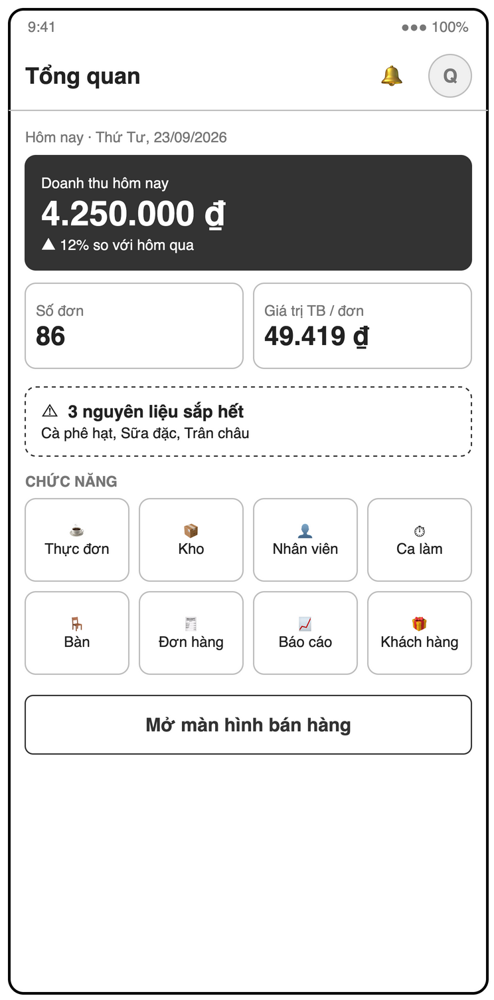 9:41
●●● 100%
Tổng quan
Q
Hôm nay · Thứ Tư, 23/09/2026
Doanh thu hôm nay
4.250.000 ₫
▲ 12% so với hôm qua
Số đơn
86
Giá trị TB / đơn
49.419 ₫
⚠ 3 nguyên liệu sắp hết
Cà phê hạt, Sữa đặc, Trân châu
CHỨC NĂNG
Thực đơn
Kho
Nhân viên
Ca làm
Bàn
Đơn hàng
Báo cáo
Khách hàng
Mở màn hình bán hàng